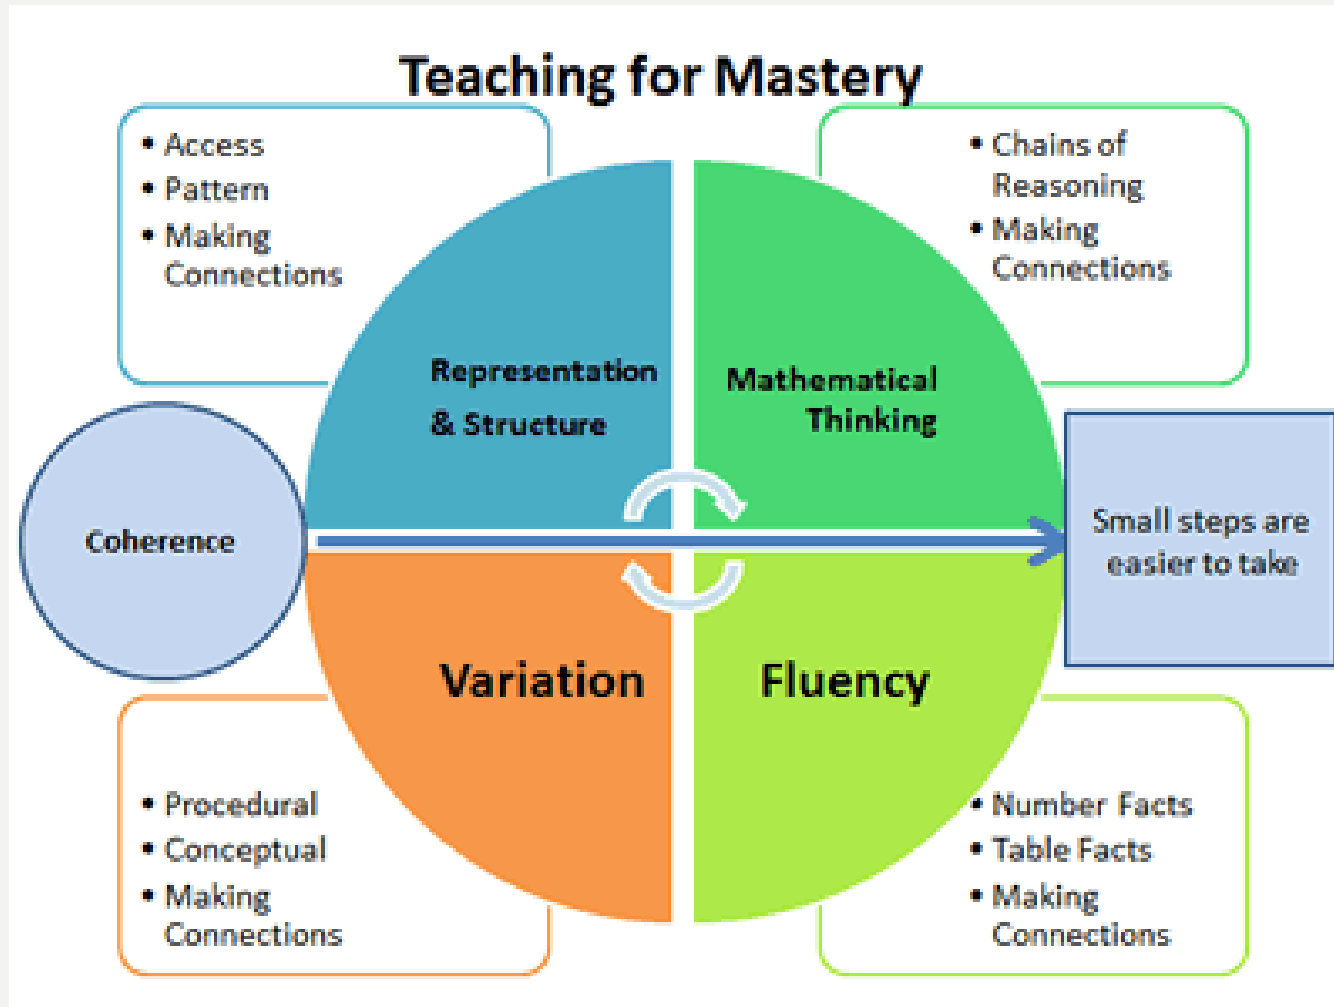 Teaching for Mastery
• Access
• Pattern
• Making
Connections
• Chains of
Reasoning
• Making
Connections
Representation
& Structure
Mathematical
Thinking
Coherence
Small steps are
easier to take
Variation
Fluency
• Procedural
• Conceptual
• Making
Connections
• Number Facts
• Table Facts
• Making
Connections